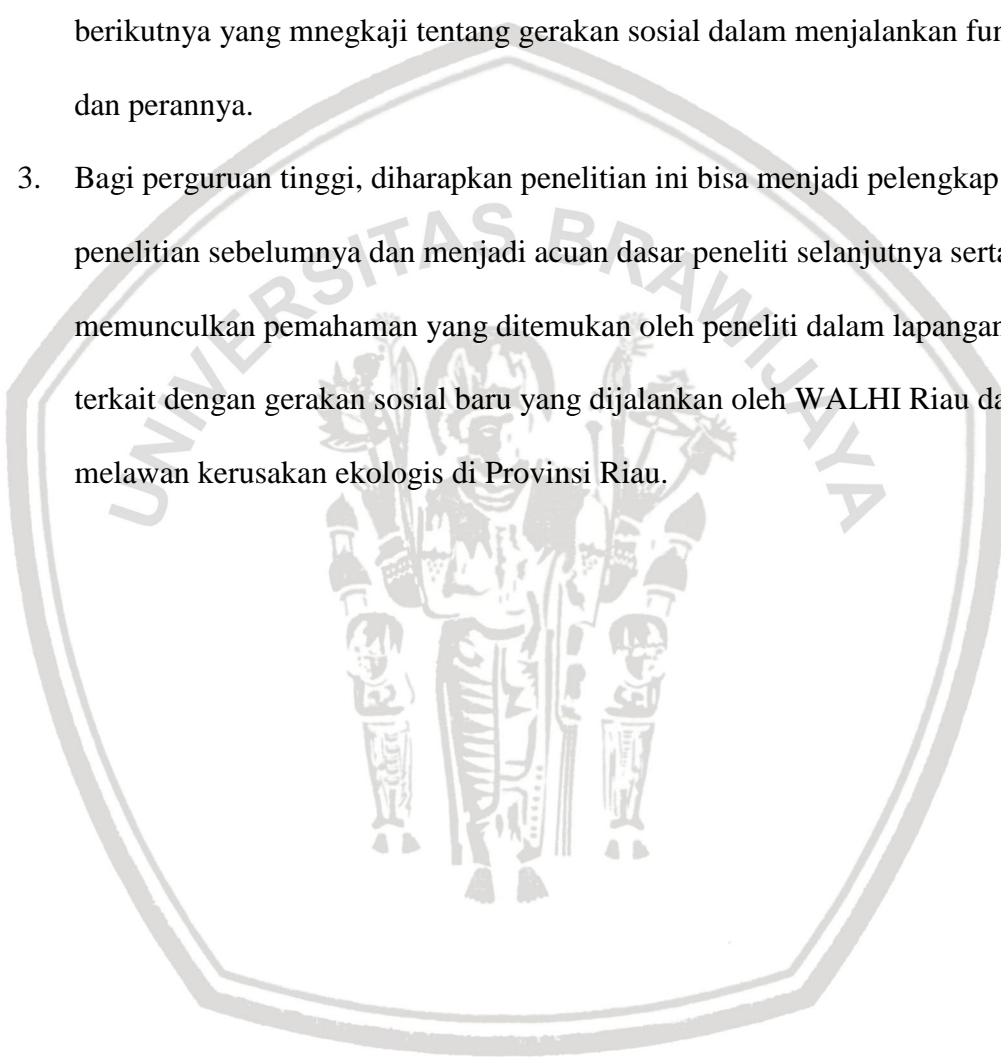 berikutnya yang mnegkaji tentang gerakan sosial dalam menjalankan
dan perannya.
3. Bagi perguruan tinggi, diharapkan penelitian ini bisa menjadi pelengkap
penelitian sebelumnya dan menjadi acuan dasar peneliti selanjutnya serta
memunculkan pemahaman yang ditemukan oleh peneliti dalam lapangan
terkait dengan gerakan sosial baru yang dijalankan oleh WALHI Riau
melawan kerusakan ekologis di Provinsi Riau.
UNIVERSITAS BRAWIJAYA